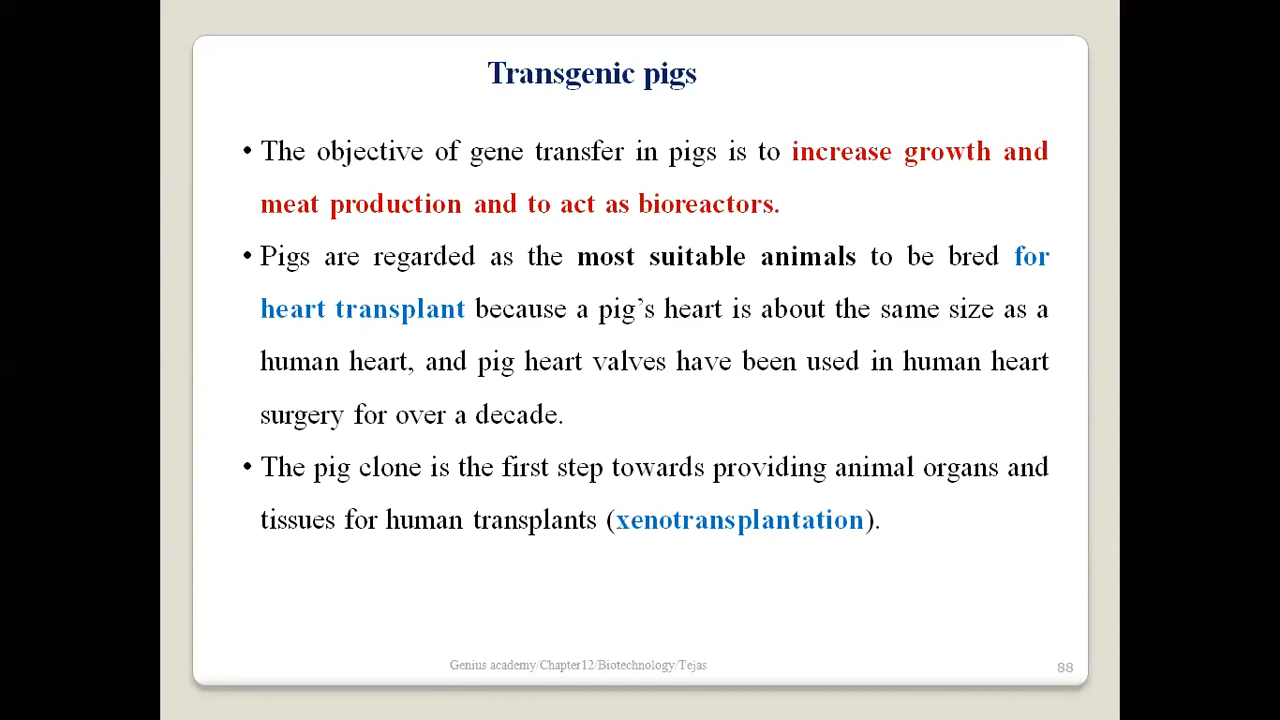 Transgenic pigs
• The objective of gene transfer in pigs is to increase growth and
meat production and to act as bioreactors.
• Pigs are regarded as the most suitable animals to be bred for
heart transplant because a pig’s heart is about the same size as a
human heart, and pig heart valves have been used in human heart
surgery for over a decade.
• The pig clone is the first step towards providing animal organs and
tissues for human transplants (xenotransplantation).
Genius academy/Chapter12/Biotechnology/Tejas
88